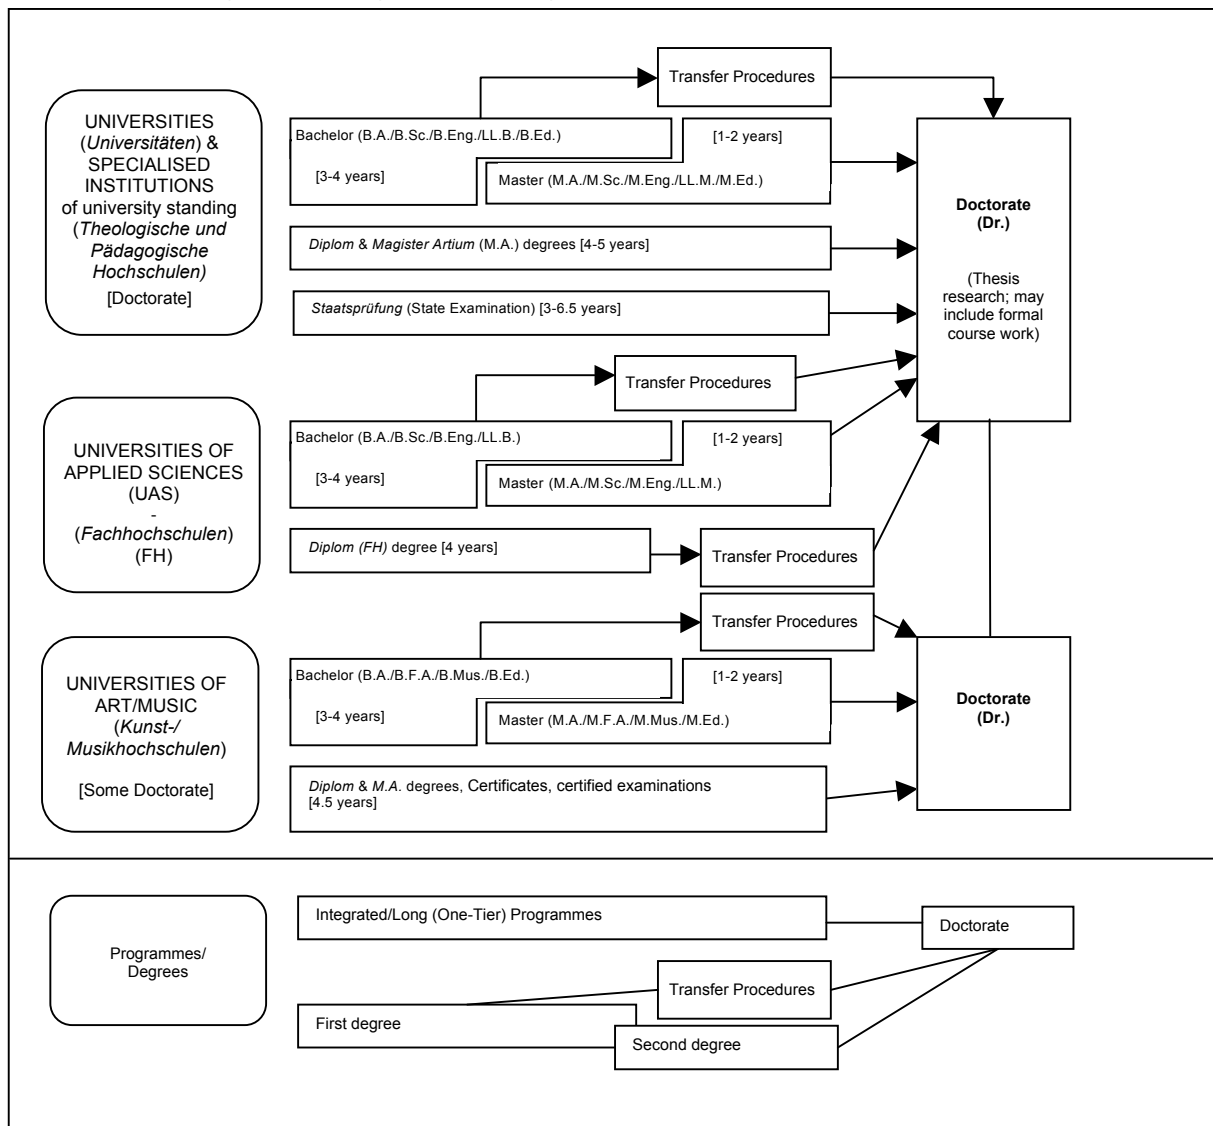 Transfer Procedures
UNIVERSITIES
(Universitäten) &
SPECIALISED
INSTITUTIONS
of university standing
(Theologische und
Pädagogische
Hochschulen)
[Doctorate]
Bachelor (B.A./B.Sc./B.Eng./LL.B./B.Ed.)
[3-4 years]
[1-2 years]
Master (M.A./M.Sc./M.Eng./LL.M./M.Ed.)
Diplom & Magister Artium (M.A.) degrees [4-5 years]
Staatsprüfung (State Examination) [3-6.5 years]
Doctorate
(Dr.)
(Thesis
research; may
include formal
course work)
Transfer Procedures
UNIVERSITIES OF
APPLIED SCIENCES
(UAS)
-
(Fachhochschulen)
(FH)
Bachelor (B.A./B.Sc./B.Eng./LL.B.)
[3-4 years]
[1-2 years]
Master (M.A./M.Sc./M.Eng./LL.M.)
Diplom (FH) degree [4 years]
Transfer Procedures
Transfer Procedures
UNIVERSITIES OF
ART/MUSIC
(Kunst-/
Musikhochschulen)
[Some Doctorate]
Bachelor (B.A./B.F.A./B.Mus./B.Ed.)
[3-4 years]
[1-2 years]
Master (M.A./M.F.A./M.Mus./M.Ed.)
Diplom & M.A. degrees, Certificates, certified examinations
[4.5 years]
Doctorate
(Dr.)
Programmes/
Degrees
Integrated/Long (One-Tier) Programmes
Doctorate
Transfer Procedures
First degree
Second degree